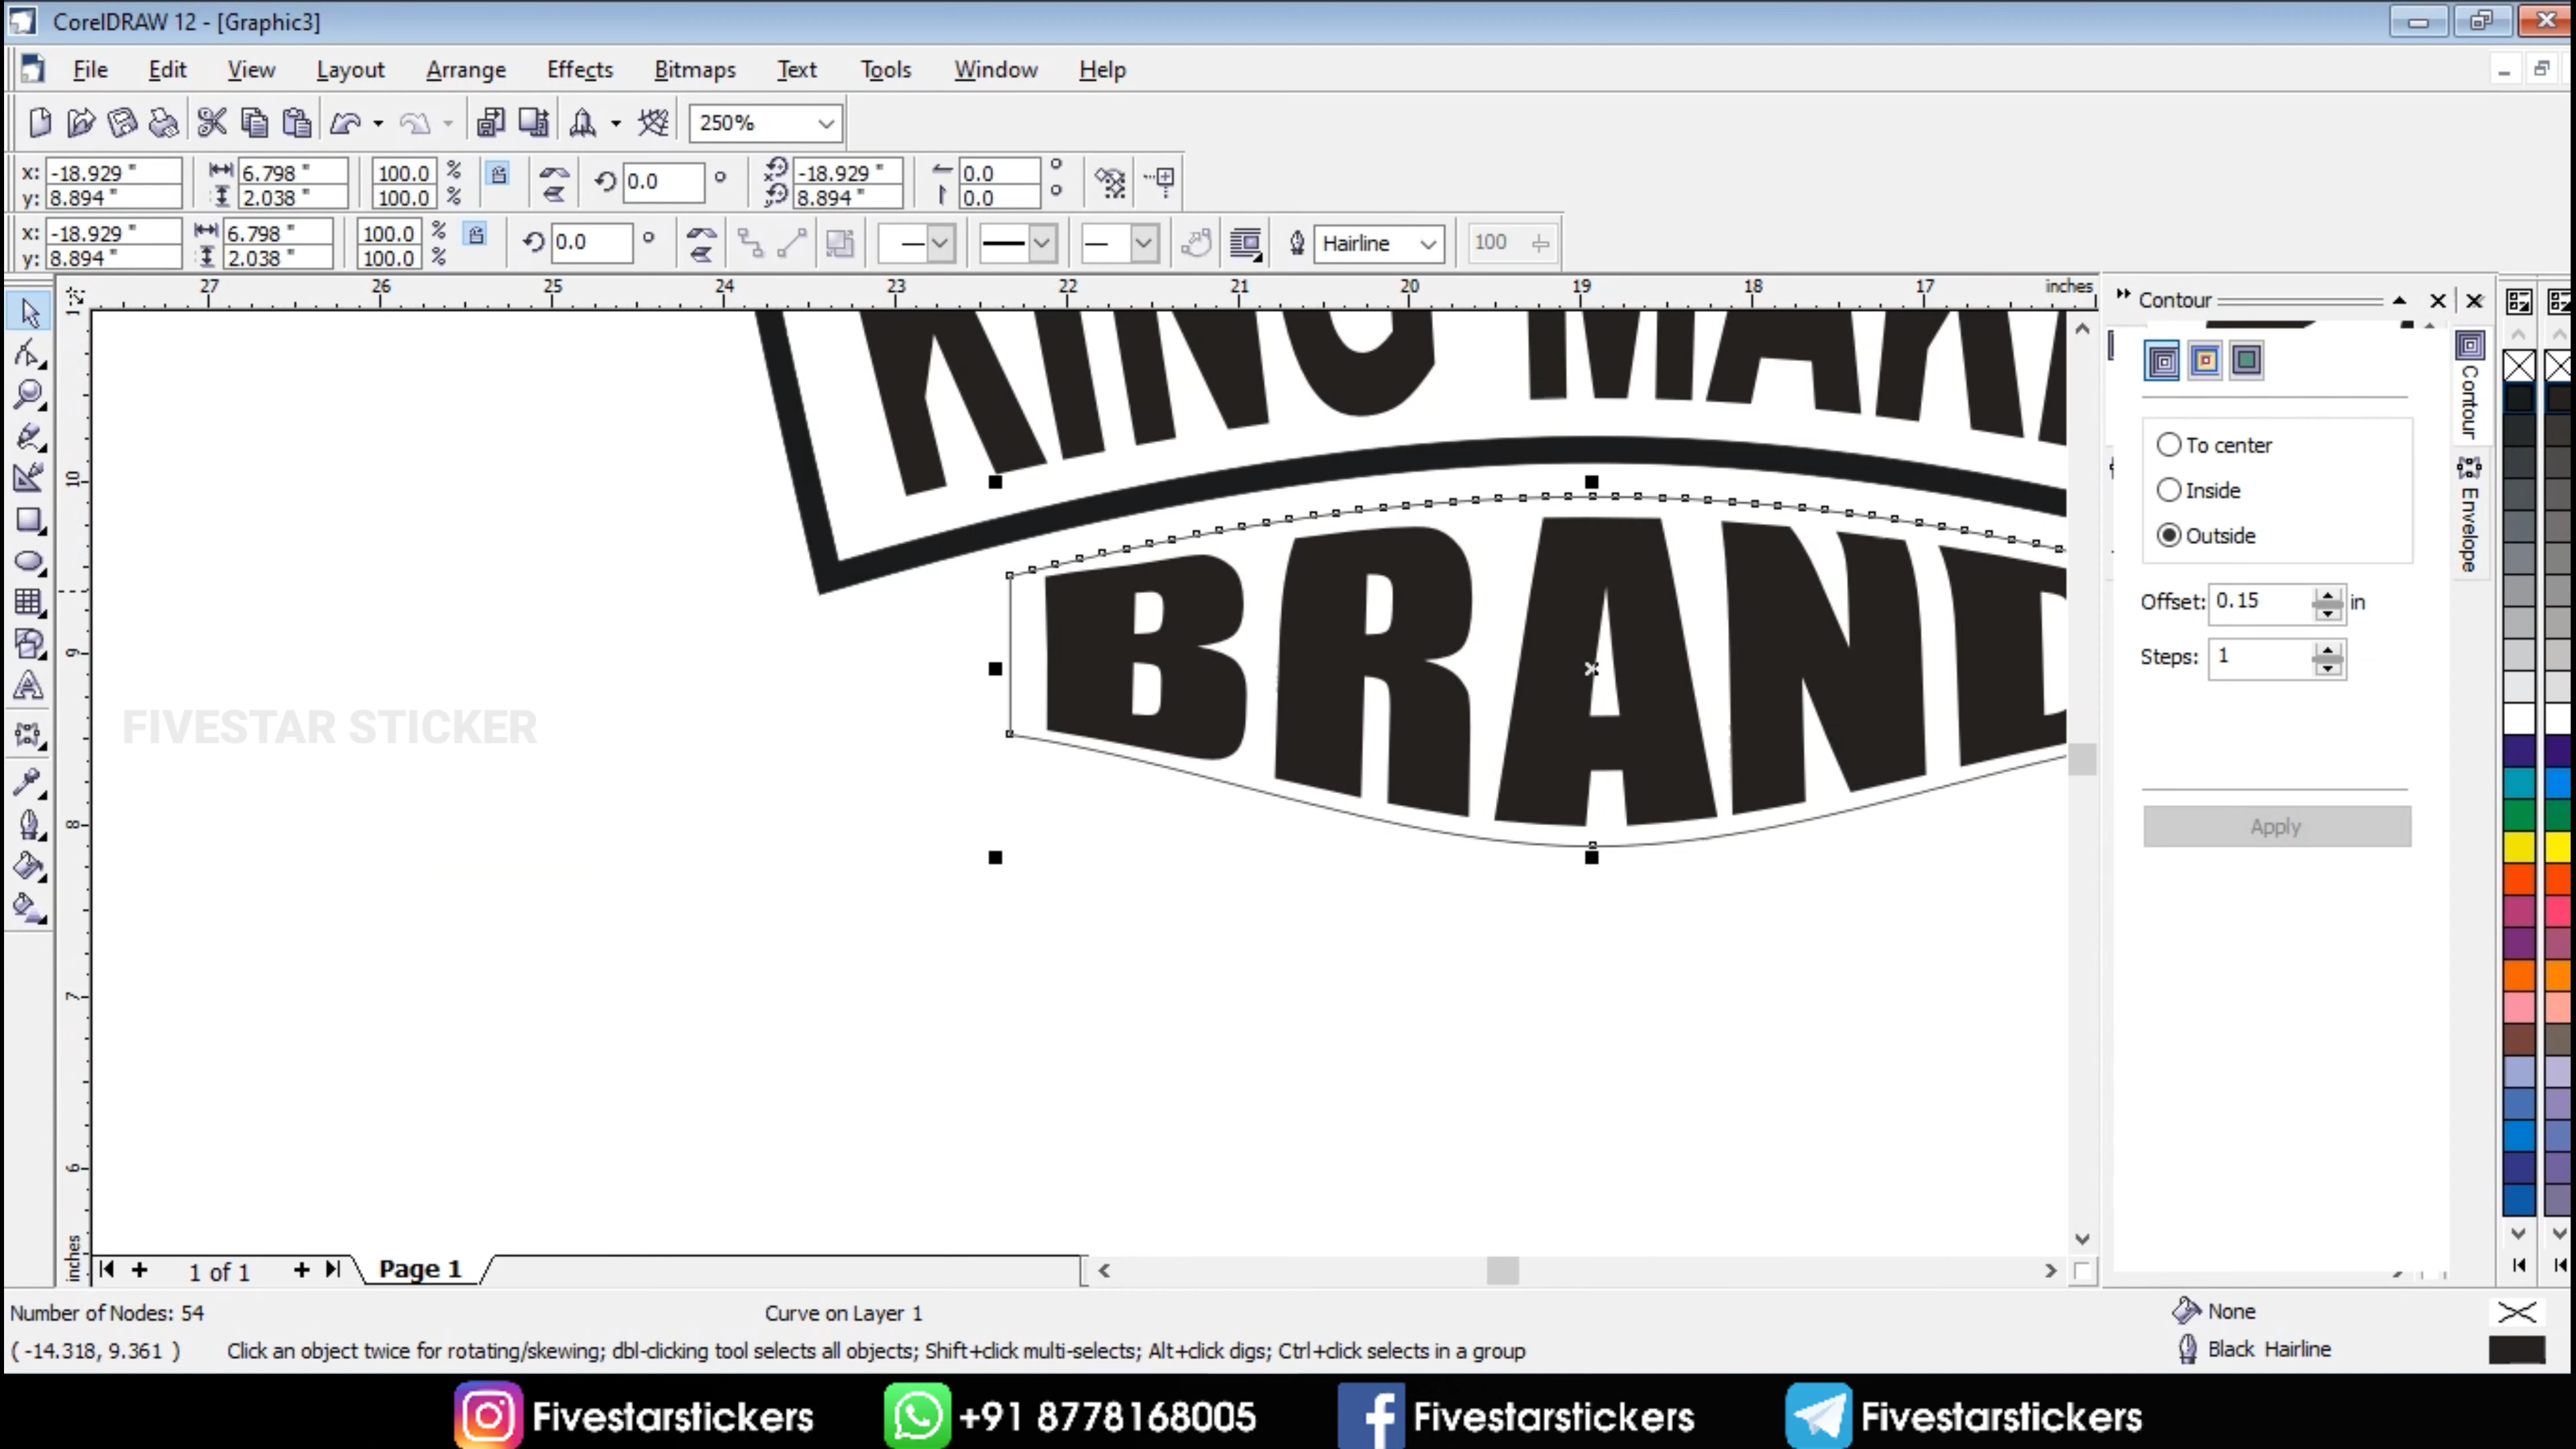 CorelDRAW 12 - [Graphic3]
File Edit View Layout Arrange Effects Bitmaps Text Tools Window Help
250%
x: -18.929 " 6.798 " 100.0 % 0.0 ° -18.929 " 0.0 °
y: 8.894 " 2.038 " 100.0 % 8.894 " 0.0 °
x: -18.929 " 6.798 " 100.0 % 0.0 ° Hairline 100
y: 8.894 " 2.038 " 100.0 %
27 26 25 24 23 22 21 20 19 18 17 inches
Contour
KING
To center
Inside
Outside
Offset: 0.15 in
Steps: 1
Apply
Contour
Envelope
10
9
8
7
6
inches
BRAND
FIVESTAR STICKER
1 of 1 Page 1
Number of Nodes: 54 Curve on Layer 1 None
( -14.318, 9.361 ) Click an object twice for rotating/skewing; dbl-clicking tool selects all objects; Shift+click multi-selects; Alt+click digs; Ctrl+click selects in a group Black Hairline
Fivestarstickers +91 8778168005 Fivestarstickers Fivestarstickers